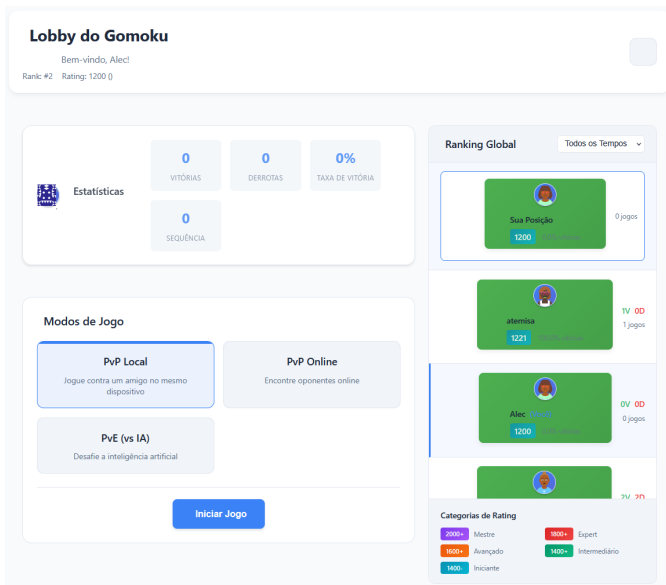 Lobby do Gomoku
Bem-vindo, Alec!
Rank: #2 Rating: 1200 ()
Estatísticas
0
VITÓRIAS
0
DERROTAS
0%
TAXA DE VITÓRIA
0
SEQUÊNCIA
Modos de Jogo
PvP Local
Jogue contra um amigo no mesmo
dispositivo
PvP Online
Encontre oponentes online
PvE (vs IA)
Desafie a inteligência artificial
Iniciar Jogo
Ranking Global
Todos os Tempos
Sua Posição
1200
0 jogos
atemisa
1221
1V 0D
1 jogos
Alec
1200
0V 0D
0 jogos
2V 2D
Categorias de Rating
2000+ Mestre
1800+ Expert
1600+ Avançado
1400+ Intermediário
1400- Iniciante